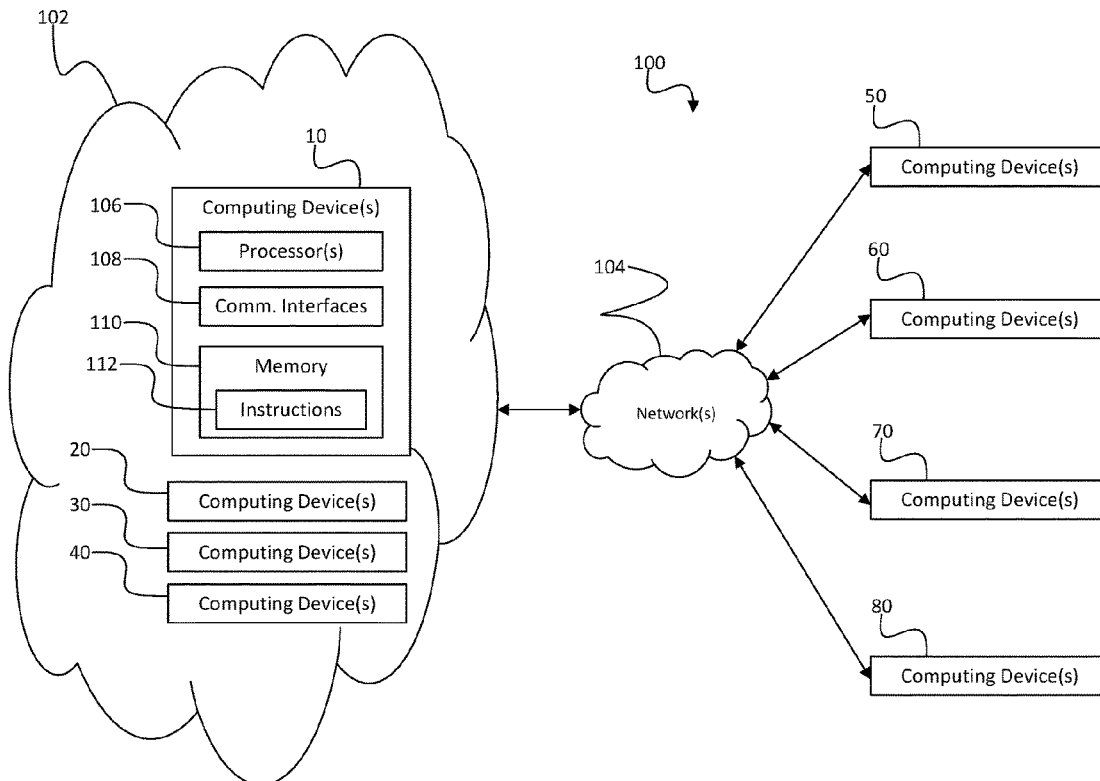 102
100
10
Computing Device(s)
106
Processor(s)
108
Comm. Interfaces
110
Memory
112
Instructions
20
Computing Device(s)
30
Computing Device(s)
40
Computing Device(s)
104
Network(s)
50
Computing Device(s)
60
Computing Device(s)
70
Computing Device(s)
80
Computing Device(s)